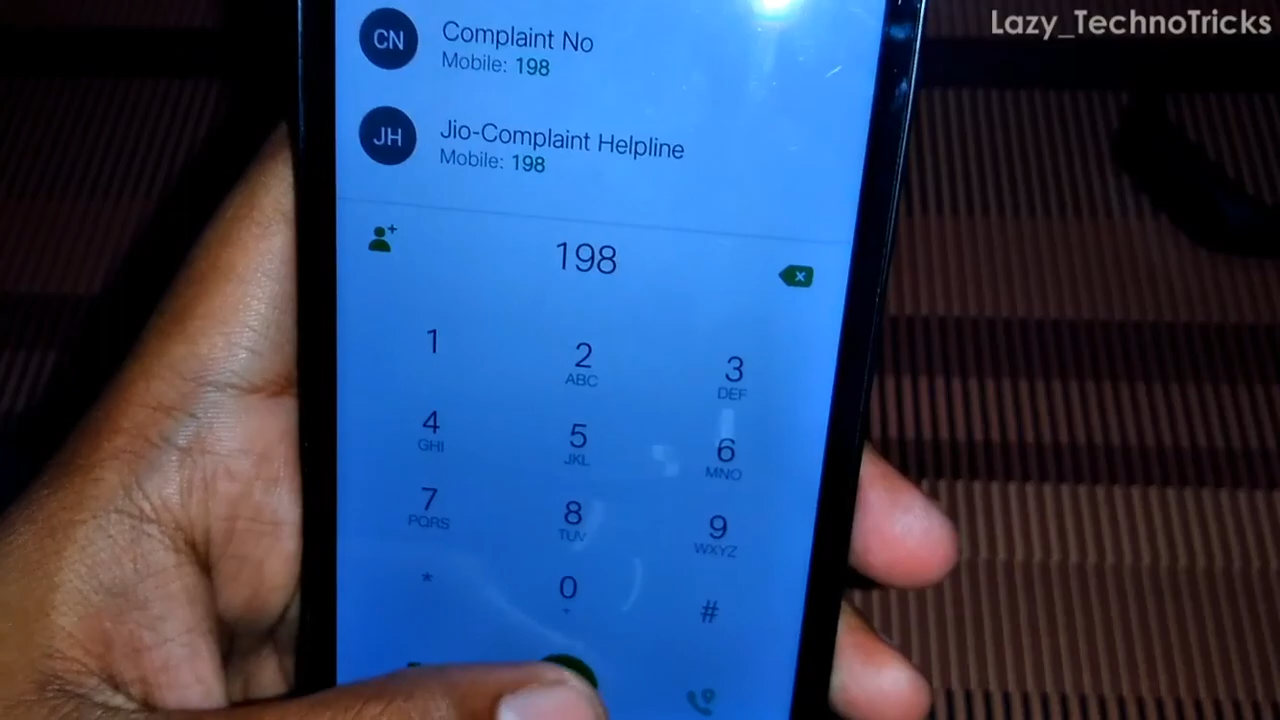 Lazy_TechnoTricks
CN
Complaint No
Mobile: 198
JH
Jio-Complaint Helpline
Mobile: 198
198
1
2
ABC
3
DEF
4
GHI
5
JKL
6
MNO
7
PQRS
8
TUV
9
WXYZ
*
0
+
#